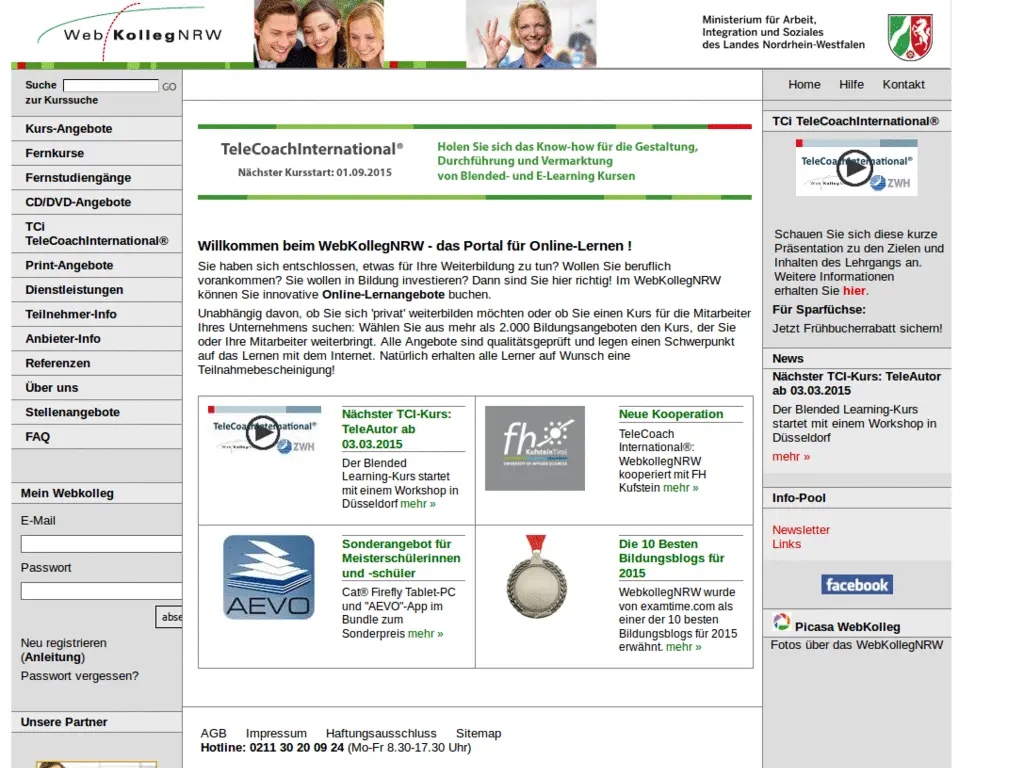 Web KollegNRW
Ministerium für Arbeit,
Integration und Soziales
des Landes Nordrhein-Westfalen
Suche GO
zur Kurssuche
Home Hilfe Kontakt
Kurs-Angebote
Fernkurse
Fernstudiengänge
CD/DVD-Angebote
TCi
TeleCoachInternational®
Print-Angebote
Dienstleistungen
Teilnehmer-Info
Anbieter-Info
Referenzen
Über uns
Stellenangebote
FAQ
Mein Webkolleg
E-Mail
Passwort
abse
Neu registrieren
(Anleitung)
Passwort vergessen?
Unsere Partner
TeleCoachInternational®
Nächster Kursstart: 01.09.2015
Holen Sie sich das Know-how für die Gestaltung,
Durchführung und Vermarktung
von Blended- und E-Learning Kursen
Willkommen beim WebKollegNRW - das Portal für Online-Lernen !
Sie haben sich entschlossen, etwas für Ihre Weiterbildung zu tun? Wollen Sie beruflich
vorankommen? Sie wollen in Bildung investieren? Dann sind Sie hier richtig! Im WebKollegNRW
können Sie innovative Online-Lernangebote buchen.
Unabhängig davon, ob Sie sich 'privat' weiterbilden möchten oder ob Sie einen Kurs für die Mitarbeiter
Ihres Unternehmens suchen: Wählen Sie aus mehr als 2.000 Bildungsangeboten den Kurs, der Sie
oder Ihre Mitarbeiter weiterbringt. Alle Angebote sind qualitätsgeprüft und legen einen Schwerpunkt
auf das Lernen mit dem Internet. Natürlich erhalten alle Lerner auf Wunsch eine
Teilnahmebescheinigung!
TeleCoachInternational®
ZWH
Nächster TCI-Kurs:
TeleAutor ab
03.03.2015
Der Blended
Learning-Kurs startet
mit einem Workshop in
Düsseldorf mehr »
fh
KufsteinTirol
UNIVERSITY OF APPLIED SCIENCES
Neue Kooperation
TeleCoach
International®:
WebkollegNRW
kooperiert mit FH
Kufstein mehr »
AEVO
Sonderangebot für
Meisterschülerinnen
und -schüler
Cat® Firefly Tablet-PC
und "AEVO"-App im
Bundle zum
Sonderpreis mehr »
Die 10 Besten
Bildungsblogs für
2015
WebkollegNRW wurde
von examtime.com als
einer der 10 besten
Bildungsblogs für 2015
erwähnt. mehr »
AGB Impressum Haftungsausschluss Sitemap
Hotline: 0211 30 20 09 24 (Mo-Fr 8.30-17.30 Uhr)
TCi TeleCoachInternational®
TeleCoachInternational®
ZWH
Schauen Sie sich diese kurze
Präsentation zu den Zielen und
Inhalten des Lehrgangs an.
Weitere Informationen
erhalten Sie hier.
Für Sparfüchse:
Jetzt Frühbucherrabatt sichern!
News
Nächster TCI-Kurs: TeleAutor
ab 03.03.2015
Der Blended Learning-Kurs
startet mit einem Workshop in
Düsseldorf
mehr »
Info-Pool
Newsletter
Links
facebook
Picasa WebKolleg
Fotos über das WebKollegNRW